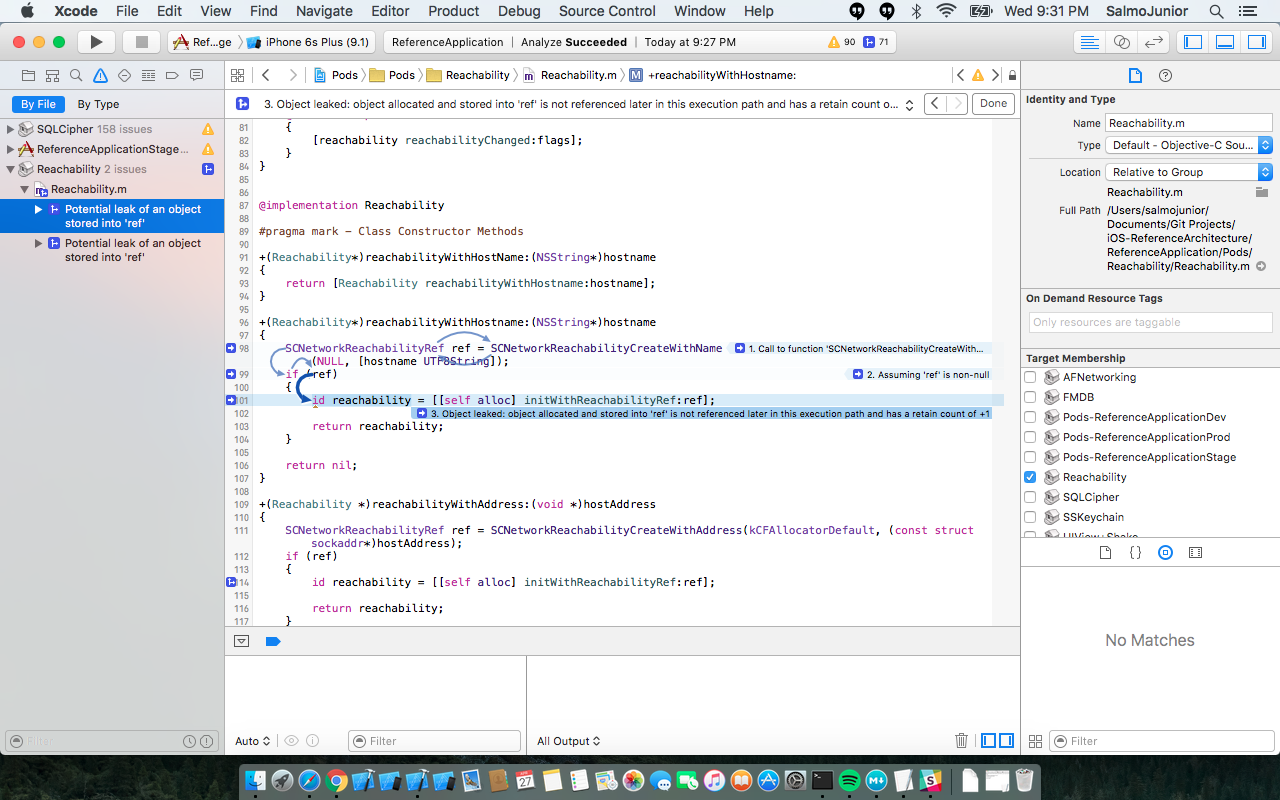 Xcode File Edit View Find Navigate Editor Product Debug Source Control Window Help Wed 9:31 PM SalmoJunior
Ref...ge iPhone 6s Plus (9.1) ReferenceApplication | Analyze Succeeded | Today at 9:27 PM 90 71
Pods Pods Reachability Reachability.m M +reachabilityWithHostname:
By File By Type
3. Object leaked: object allocated and stored into 'ref' is not referenced later in this execution path and has a retain count o... Done
SQLCipher 158 issues
ReferenceApplicationStage...
Reachability 2 issues
Reachability.m
Potential leak of an object
stored into 'ref'
Potential leak of an object
stored into 'ref'
Filter
81 {
82 [reachability reachabilityChanged:flags];
83 }
84 }
85
86
87 @implementation Reachability
88
89 #pragma mark - Class Constructor Methods
90
91 +(Reachability*)reachabilityWithHostName:(NSString*)hostname
92 {
93 return [Reachability reachabilityWithHostname:hostname];
94 }
95
96 +(Reachability*)reachabilityWithHostname:(NSString*)hostname
97 {
98 SCNetworkReachabilityRef ref = SCNetworkReachabilityCreateWithName 1. Call to function 'SCNetworkReachabilityCreateWith...
(NULL, [hostname UTF8String]);
99 if (ref) 2. Assuming 'ref' is non-null
100 {
101 id reachability = [[self alloc] initWithReachabilityRef:ref];
102 3. Object leaked: object allocated and stored into 'ref' is not referenced later in this execution path and has a retain count of +1
103 return reachability;
104 }
105
106 return nil;
107 }
108
109 +(Reachability *)reachabilityWithAddress:(void *)hostAddress
110 {
111 SCNetworkReachabilityRef ref = SCNetworkReachabilityCreateWithAddress(kCFAllocatorDefault, (const struct
sockaddr*)hostAddress);
112 if (ref)
113 {
114 id reachability = [[self alloc] initWithReachabilityRef:ref];
115
116 return reachability;
117 }
Auto Filter All Output
Identity and Type
Name Reachability.m
Type Default - Objective-C Sou...
Location Relative to Group
Reachability.m
Full Path /Users/salmojunior/
Documents/Git Projects/
iOS-ReferenceArchitecture/
ReferenceApplication/Pods/
Reachability/Reachability.m
On Demand Resource Tags
Only resources are taggable
Target Membership
AFNetworking
FMDB
Pods-ReferenceApplicationDev
Pods-ReferenceApplicationProd
Pods-ReferenceApplicationStage
Reachability
SQLCipher
SSKeychain
UIView+Shake
{}
No Matches
Filter
APR
27